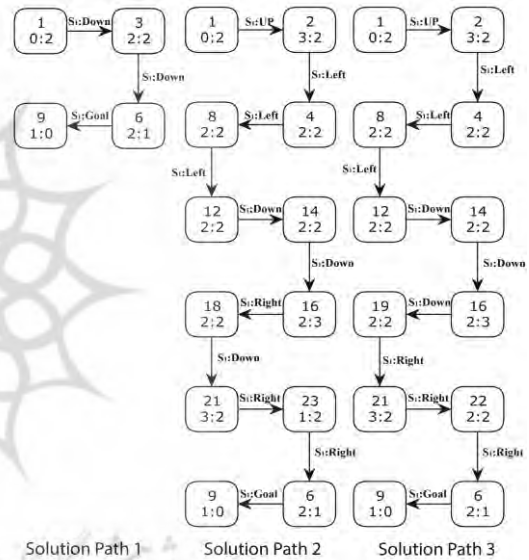 1
0:2
S₁:Down
3
2:2
S₁:Down
6
2:1
S₁:Goal
9
1:0
Solution Path 1
1
0:2
S₁:UP
2
3:2
S₁:Left
4
2:2
S₁:Left
8
2:2
S₁:Left
12
2:2
S₁:Down
14
2:2
S₁:Down
16
2:3
S₁:Right
18
2:2
S₁:Down
21
3:2
S₁:Right
23
1:2
S₁:Right
6
2:1
S₁:Goal
9
1:0
Solution Path 2
1
0:2
S₁:UP
2
3:2
S₁:Left
4
2:2
S₁:Left
8
2:2
S₁:Left
12
2:2
S₁:Down
14
2:2
S₁:Down
16
2:3
S₁:Down
19
2:2
S₁:Right
21
3:2
S₁:Right
22
2:2
S₁:Right
6
2:1
S₁:Goal
9
1:0
Solution Path 3